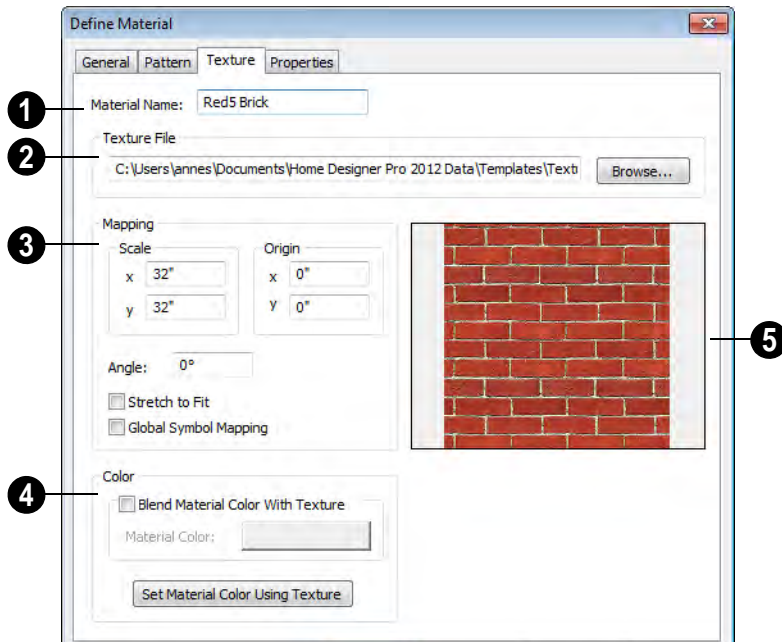 Define Material
General Pattern Texture Properties
1 Material Name: Red5 Brick
Texture File
2 C:\Users\annes\Documents\Home Designer Pro 2012 Data\Templates\Text Browse...
Mapping
3 Scale Origin
x 32" x 0"
y 32" y 0"
5
Angle: 0°
Stretch to Fit
Global Symbol Mapping
Color
4 Blend Material Color With Texture
Material Color:
Set Material Color Using Texture